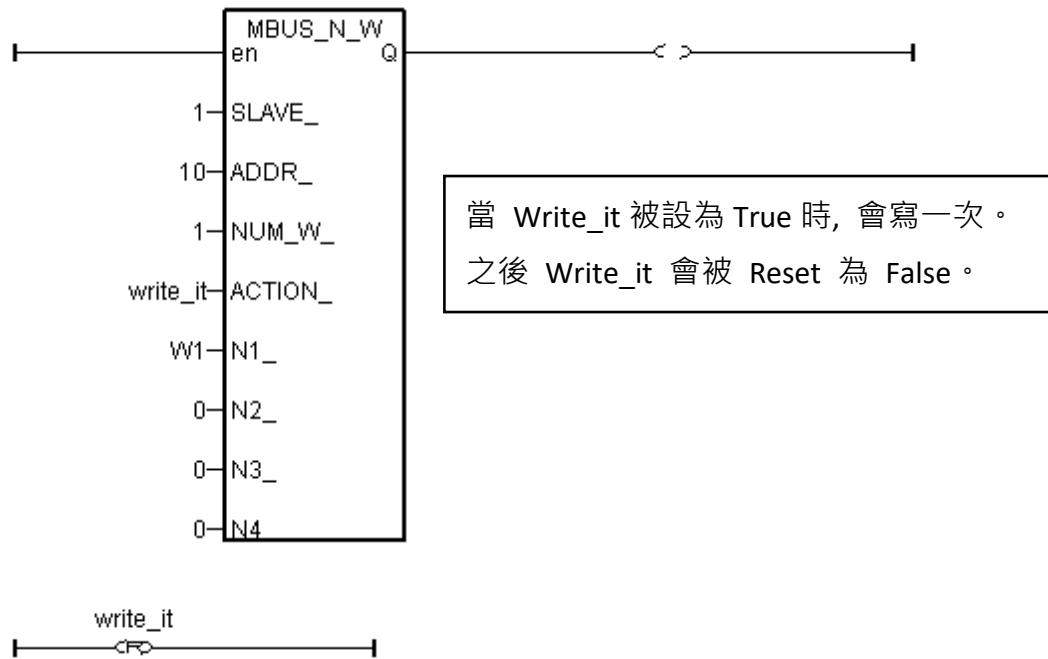 MBUS_N_W
en Q
1 SLAVE_
10 ADDR_
1 NUM_W_
write_it ACTION_
W1 N1_
0 N2_
0 N3_
0 N4
當 Write_it 被設為 True 時, 會寫一次。
之後 Write_it 會被 Reset 為 False。
write_it
R